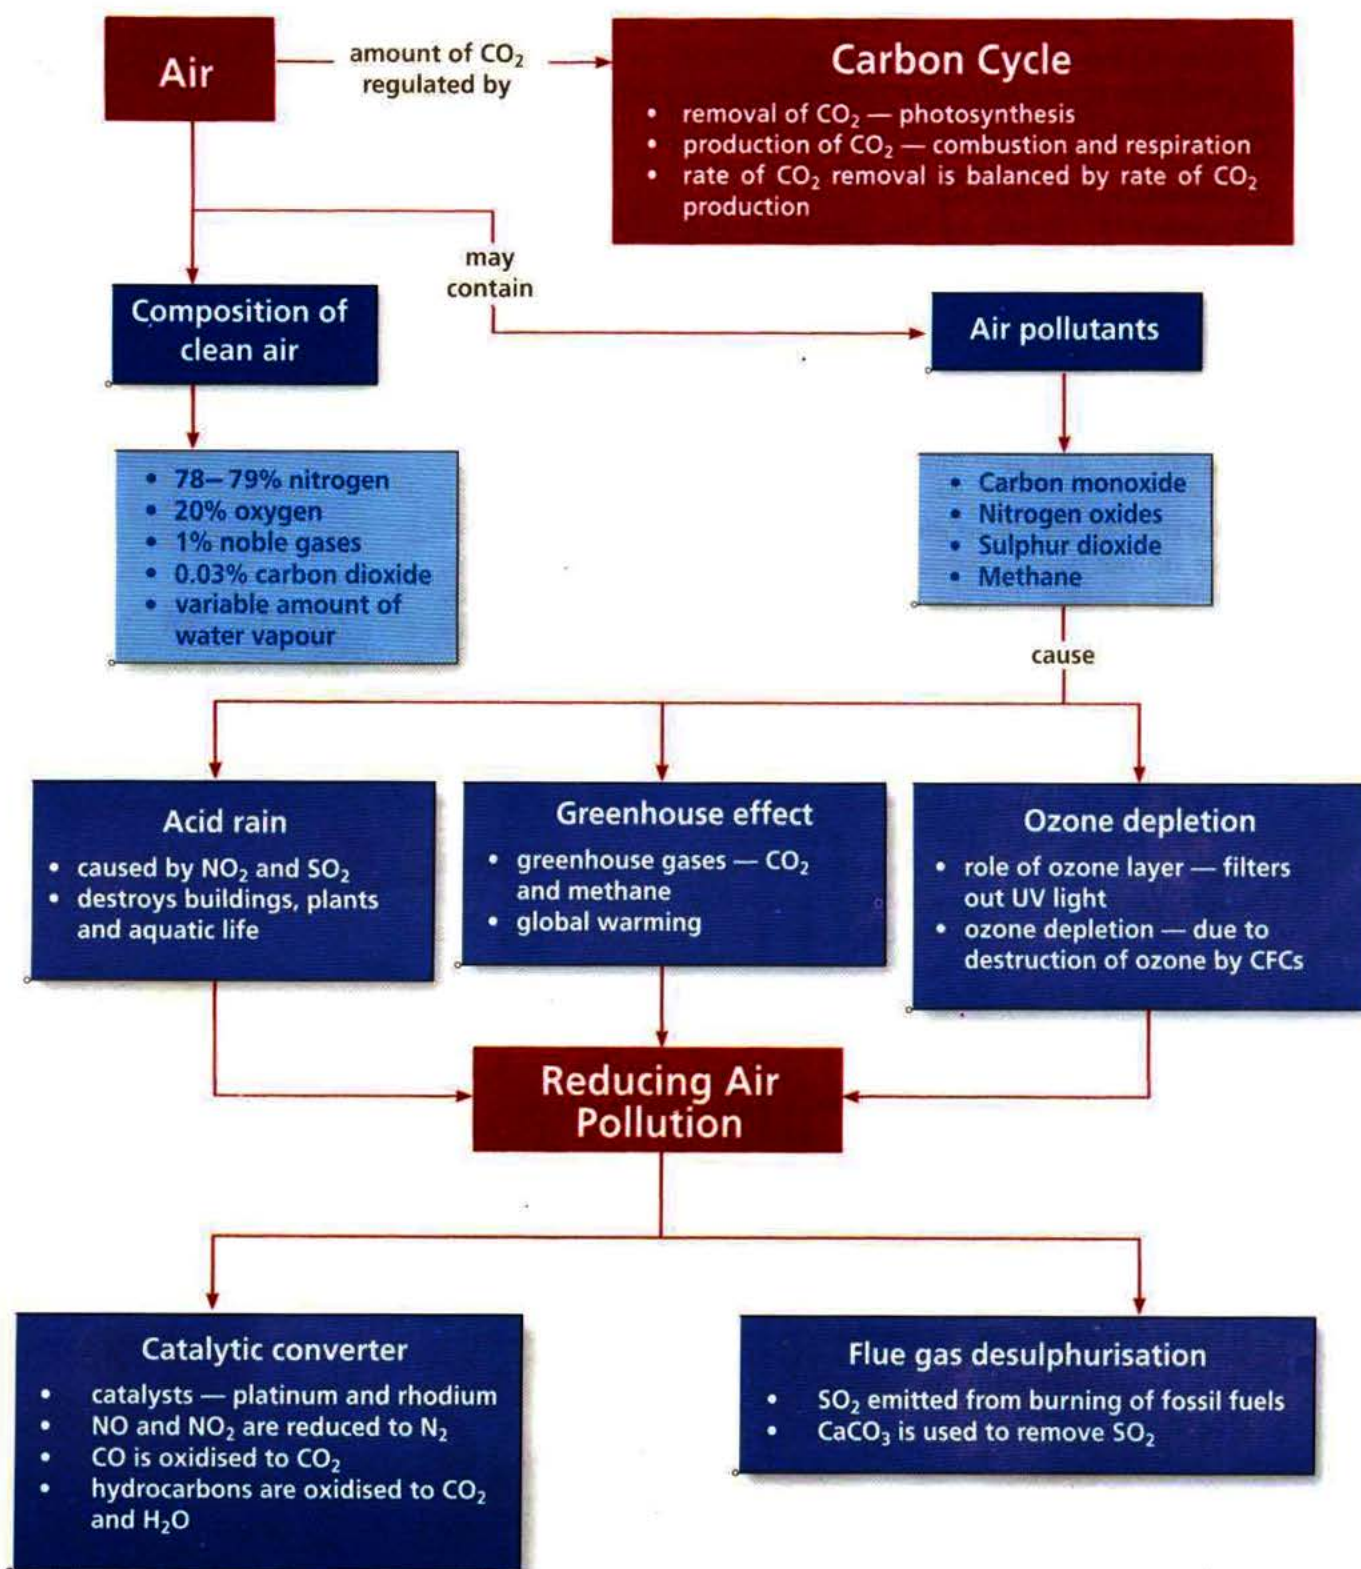 Air
amount of CO₂
regulated by
Carbon Cycle
• removal of CO₂ — photosynthesis
• production of CO₂ — combustion and respiration
• rate of CO₂ removal is balanced by rate of CO₂
production
may
contain
Composition of
clean air
Air pollutants
• 78–79% nitrogen
• 20% oxygen
• 1% noble gases
• 0.03% carbon dioxide
• variable amount of
water vapour
• Carbon monoxide
• Nitrogen oxides
• Sulphur dioxide
• Methane
cause
Acid rain
• caused by NO₂ and SO₂
• destroys buildings, plants
and aquatic life
Greenhouse effect
• greenhouse gases — CO₂
and methane
• global warming
Ozone depletion
• role of ozone layer — filters
out UV light
• ozone depletion — due to
destruction of ozone by CFCs
Reducing Air
Pollution
Catalytic converter
• catalysts — platinum and rhodium
• NO and NO₂ are reduced to N₂
• CO is oxidised to CO₂
• hydrocarbons are oxidised to CO₂
and H₂O
Flue gas desulphurisation
• SO₂ emitted from burning of fossil fuels
• CaCO₃ is used to remove SO₂